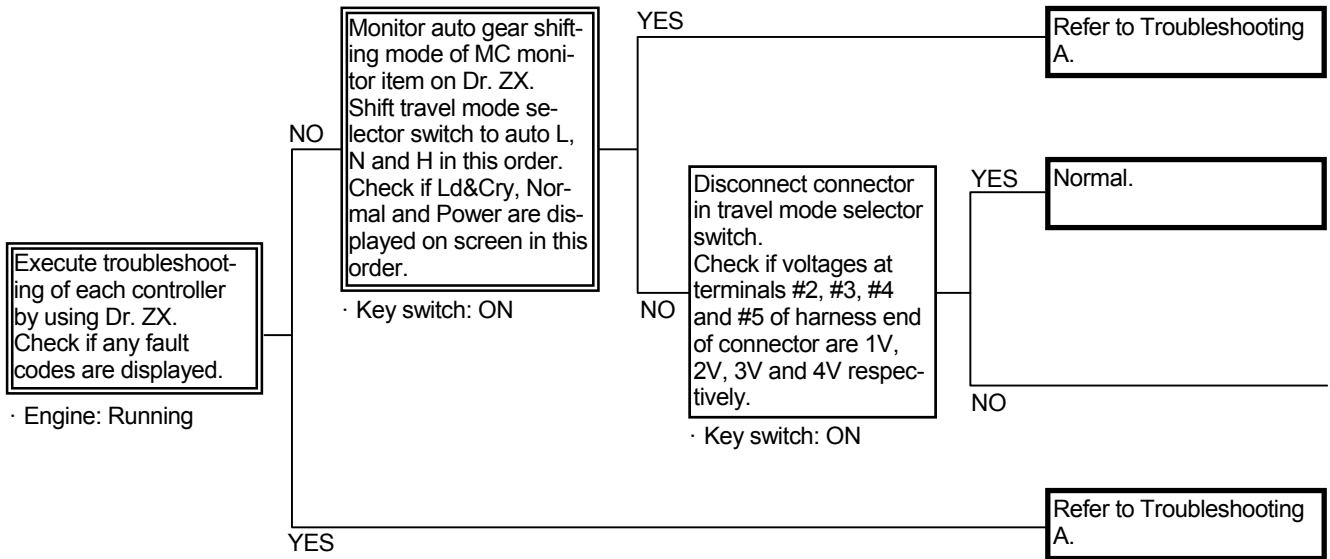 Execute troubleshoot-
ing of each controller
by using Dr. ZX.
Check if any fault
codes are displayed.
· Engine: Running
NO
YES
Monitor auto gear shift-
ing mode of MC moni-
tor item on Dr. ZX.
Shift travel mode se-
lector switch to auto L,
N and H in this order.
Check if Ld&Cry, Nor-
mal and Power are dis-
played on screen in this
order.
· Key switch: ON
YES
NO
Refer to Troubleshooting
A.
Disconnect connector
in travel mode selector
switch.
Check if voltages at
terminals #2, #3, #4
and #5 of harness end
of connector are 1V,
2V, 3V and 4V respec-
tively.
· Key switch: ON
YES
NO
Normal.
Refer to Troubleshooting
A.